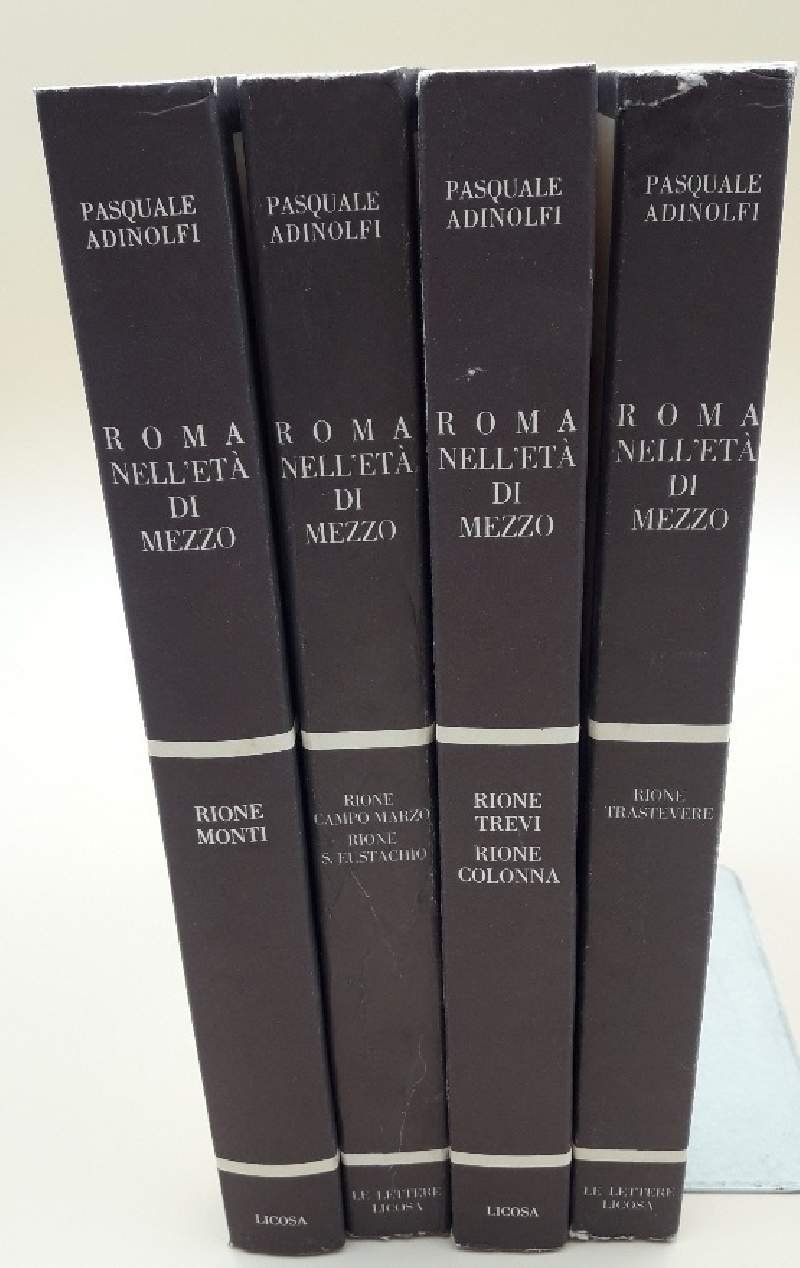 PASQUALE
ADINOLFI
ROMA
NELL'ETÀ
DI
MEZZO
RIONE
MONTI
LICOSA
PASQUALE
ADINOLFI
ROMA
NELL'ETÀ
DI
MEZZO
RIONE
CAMPO MARZO
RIONE
S. EUSTACHIO
LE LETTERE
LICOSA
PASQUALE
ADINOLFI
ROMA
NELL'ETÀ
DI
MEZZO
RIONE
TREVI
RIONE
COLONNA
LICOSA
PASQUALE
ADINOLFI
ROMA
NELL'ETÀ
DI
MEZZO
RIONE
TRASTEVERE
LE LETTERE
LICOSA